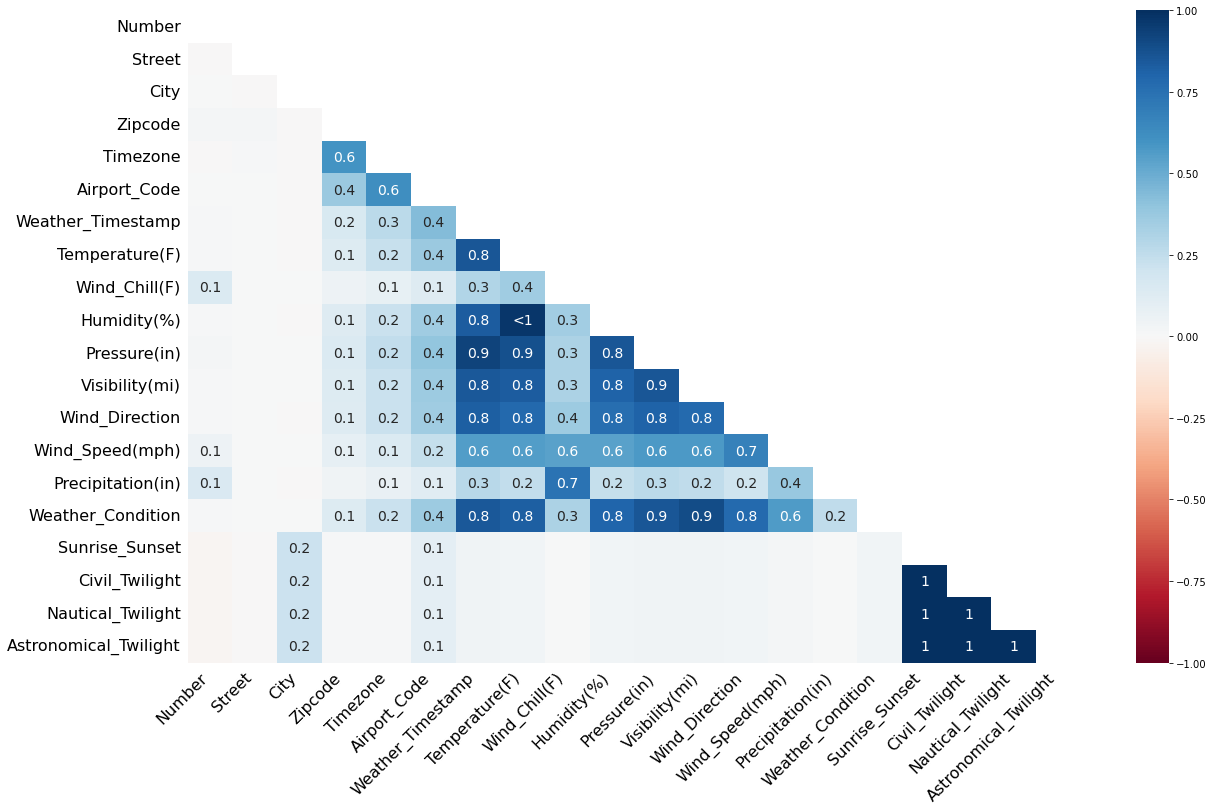 Number
Street
City
Zipcode
Timezone 0.6
Airport_Code 0.4 0.6
Weather_Timestamp 0.2 0.3 0.4
Temperature(F) 0.1 0.2 0.4 0.8
Wind_Chill(F) 0.1 0.1 0.1 0.3 0.4
Humidity(%) 0.1 0.2 0.4 0.8 <1 0.3
Pressure(in) 0.1 0.2 0.4 0.9 0.9 0.3 0.8
Visibility(mi) 0.1 0.2 0.4 0.8 0.8 0.3 0.8 0.9
Wind_Direction 0.1 0.2 0.4 0.8 0.8 0.4 0.8 0.8 0.8
Wind_Speed(mph) 0.1 0.1 0.1 0.2 0.6 0.6 0.6 0.6 0.6 0.6 0.7
Precipitation(in) 0.1 0.1 0.1 0.3 0.2 0.7 0.2 0.3 0.2 0.2 0.4
Weather_Condition 0.1 0.2 0.4 0.8 0.8 0.3 0.8 0.9 0.9 0.8 0.6 0.2
Sunrise_Sunset 0.2 0.1
Civil_Twilight 0.2 0.1 1
Nautical_Twilight 0.2 0.1 1 1
Astronomical_Twilight 0.2 0.1 1 1 1
Number
Street
City
Zipcode
Timezone
Airport_Code
Weather_Timestamp
Temperature(F)
Wind_Chill(F)
Humidity(%)
Pressure(in)
Visibility(mi)
Wind_Direction
Wind_Speed(mph)
Precipitation(in)
Weather_Condition
Sunrise_Sunset
Civil_Twilight
Nautical_Twilight
Astronomical_Twilight
1.00
0.75
0.50
0.25
0.00
−0.25
−0.50
−0.75
−1.00